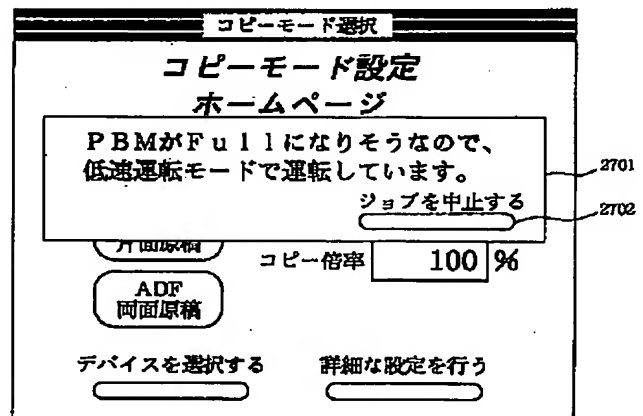 コピーモード選択
コピーモード設定
ホームページ
PBMがFullになりそうなので、
低速運転モードで運転しています。
2701
ジョブを中止する
2702
片面原稿
コピー倍率 100 %
ADF
両面原稿
デバイスを選択する 詳細な設定を行う